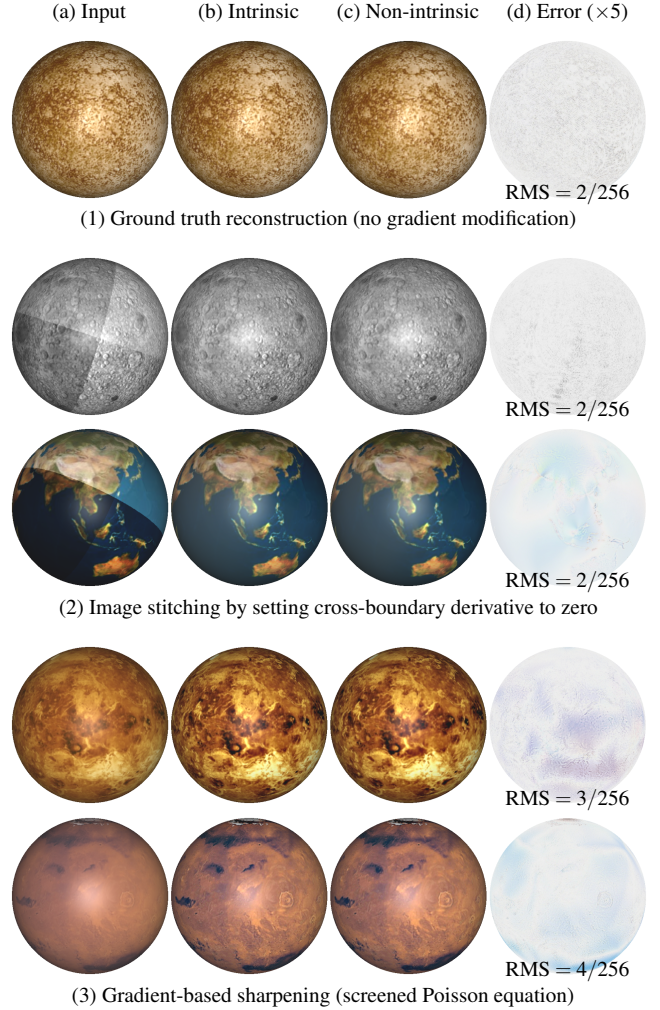 (a) Input (b) Intrinsic (c) Non-intrinsic (d) Error (×5)
RMS = 2/256
(1) Ground truth reconstruction (no gradient modification)
RMS = 2/256
RMS = 2/256
(2) Image stitching by setting cross-boundary derivative to zero
RMS = 3/256
RMS = 4/256
(3) Gradient-based sharpening (screened Poisson equation)